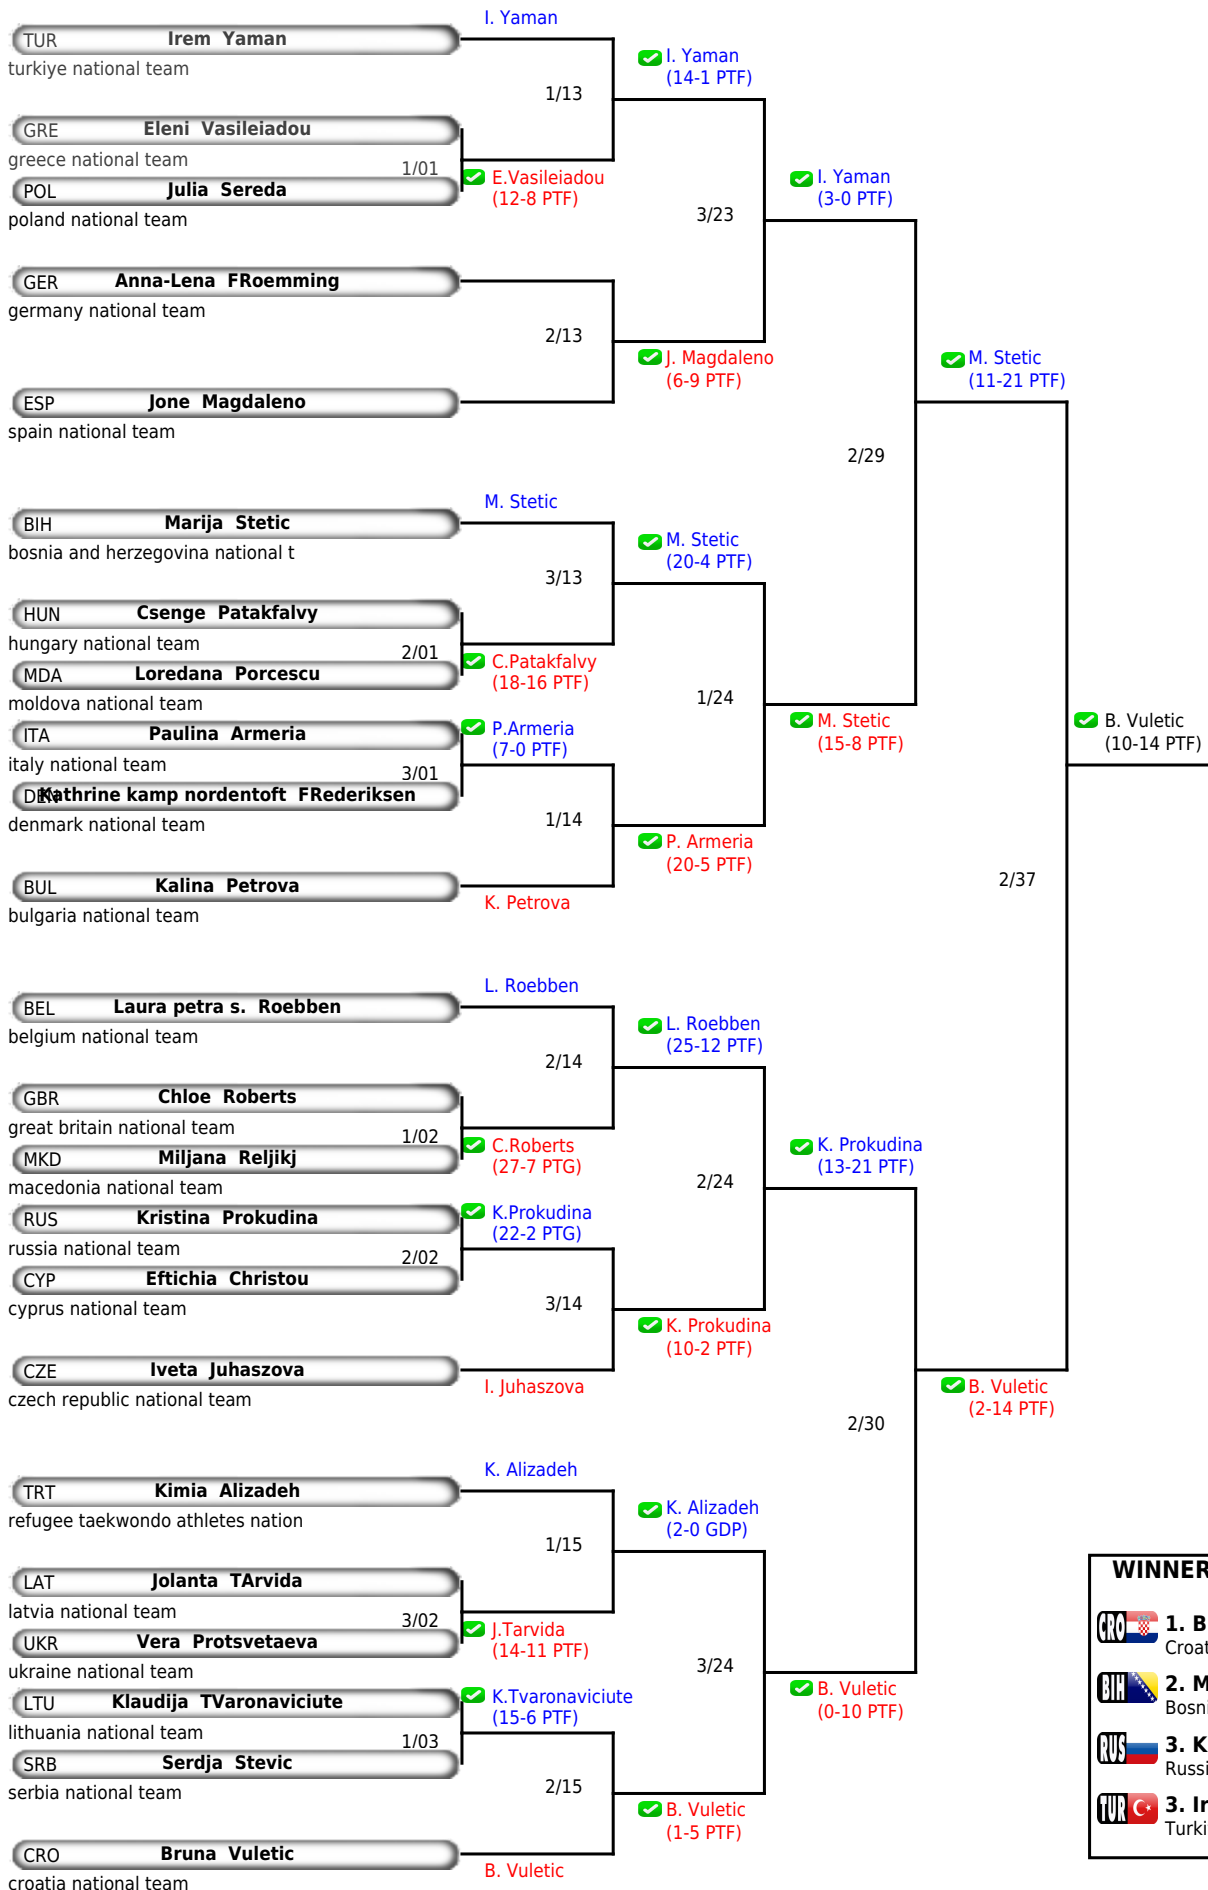 I. Yaman
TUR Irem Yaman
turkiye national team
I. Yaman
(14-1 PTF)
1/13
GRE Eleni Vasileiadou
greece national team
1/01
E.Vasileiadou
(12-8 PTF)
POL Julia Sereda
poland national team
I. Yaman
(3-0 PTF)
3/23
GER Anna-Lena FRoemming
germany national team
2/13
J. Magdaleno
(6-9 PTF)
ESP Jone Magdaleno
spain national team
M. Stetic
(11-21 PTF)
2/29
M. Stetic
BIH Marija Stetic
bosnia and herzegovina national t
M. Stetic
(20-4 PTF)
3/13
HUN Csenge Patakfalvy
hungary national team
2/01
C.Patakfalvy
(18-16 PTF)
MDA Loredana Porcescu
moldova national team
1/24
M. Stetic
(15-8 PTF)
ITA Paulina Armeria
italy national team
P.Armeria
(7-0 PTF)
3/01
DEN Kathrine kamp nordentoft FRederiksen
denmark national team
1/14
P. Armeria
(20-5 PTF)
BUL Kalina Petrova
bulgaria national team
K. Petrova
B. Vuletic
(10-14 PTF)
2/37
L. Roebben
BEL Laura petra s. Roebben
belgium national team
L. Roebben
(25-12 PTF)
2/14
GBR Chloe Roberts
great britain national team
1/02
C.Roberts
(27-7 PTG)
MKD Miljana Reljikj
macedonia national team
K. Prokudina
(13-21 PTF)
2/24
RUS Kristina Prokudina
russia national team
K.Prokudina
(22-2 PTG)
2/02
CYP Eftichia Christou
cyprus national team
3/14
K. Prokudina
(10-2 PTF)
CZE Iveta Juhaszova
czech republic national team
I. Juhaszova
B. Vuletic
(2-14 PTF)
2/30
K. Alizadeh
TRT Kimia Alizadeh
refugee taekwondo athletes nation
K. Alizadeh
(2-0 GDP)
1/15
LAT Jolanta TArvida
latvia national team
3/02
J.Tarvida
(14-11 PTF)
UKR Vera Protsvetaeva
ukraine national team
3/24
B. Vuletic
(0-10 PTF)
LTU Klaudija TVaronaviciute
lithuania national team
K.Tvaronaviciute
(15-6 PTF)
1/03
SRB Serdja Stevic
serbia national team
2/15
B. Vuletic
(1-5 PTF)
CRO Bruna Vuletic
croatia national team
B. Vuletic
WINNER
CRO 1. B
Croat
BIH 2. M
Bosni
RUS 3. K
Russi
TUR 3. Ir
Turki